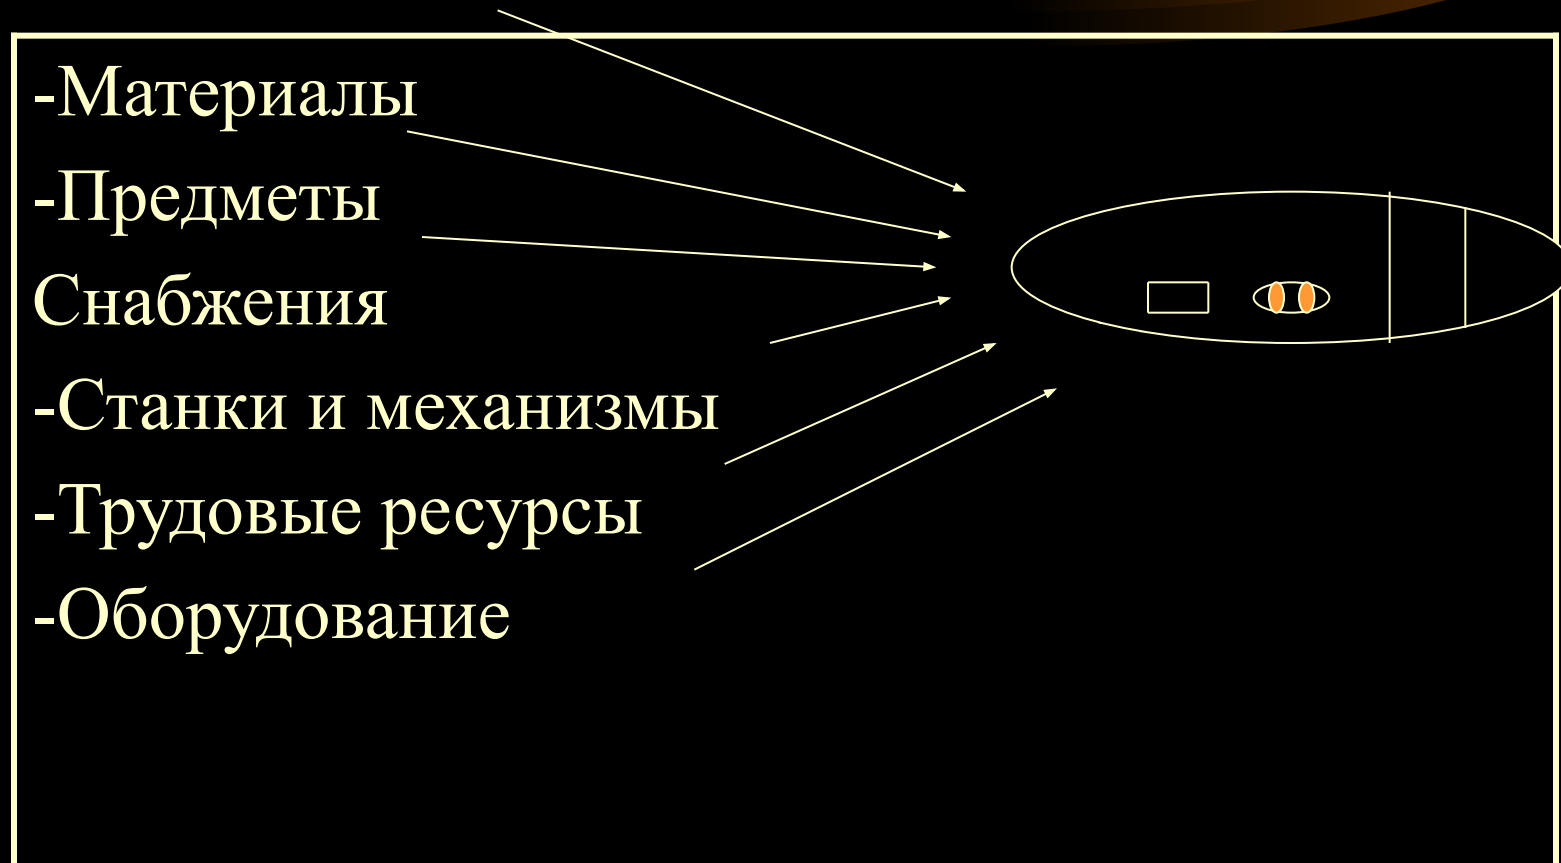 -Материалы
-Предметы
Снабжения
-Станки и механизмы
-Трудовые ресурсы
-Оборудование